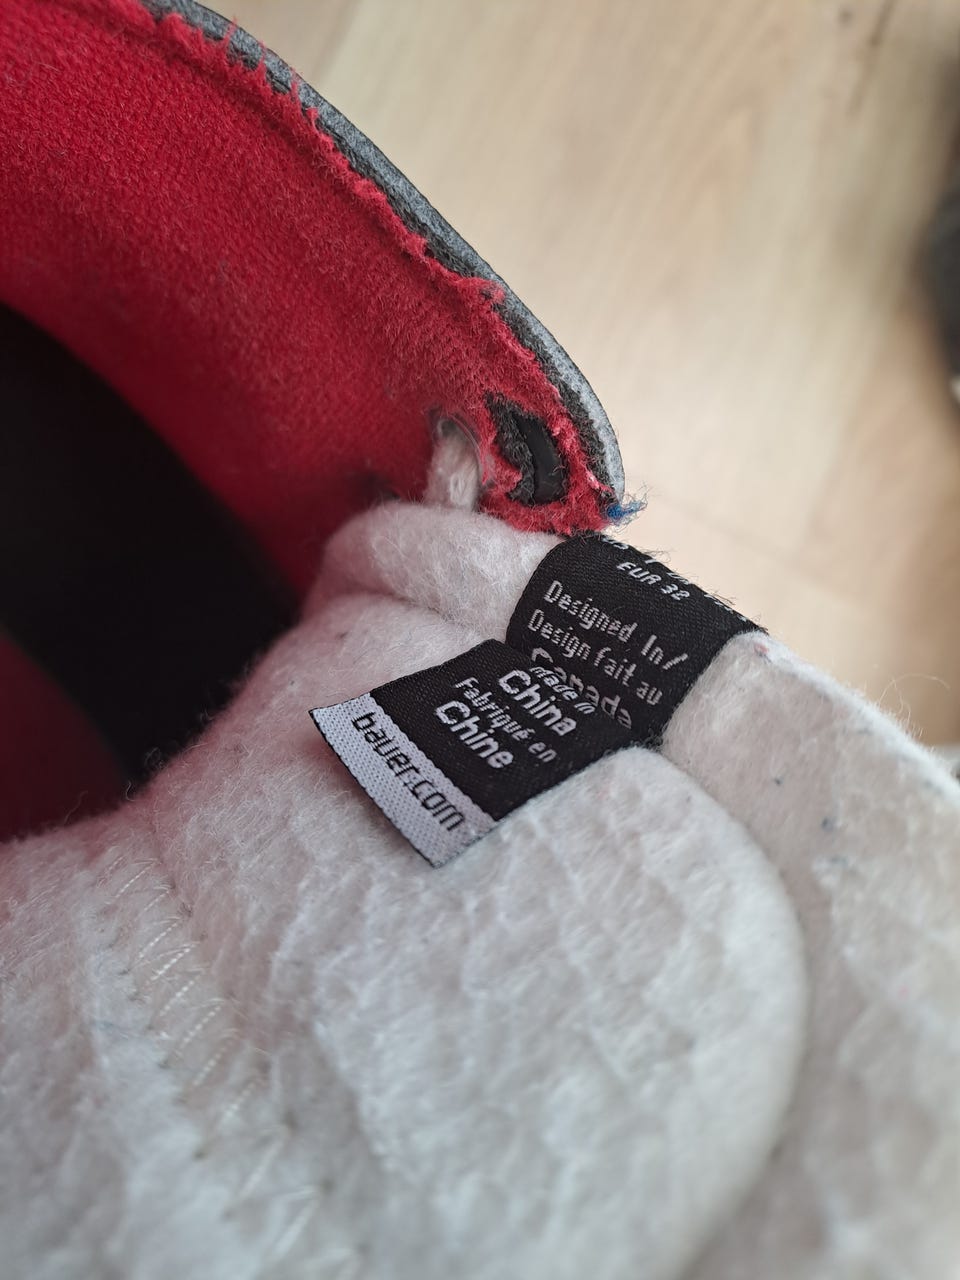 EUR 32
Designed In/
Design fait au
Canada
Made in
China
Fabriqué en
Chine
bauer.com